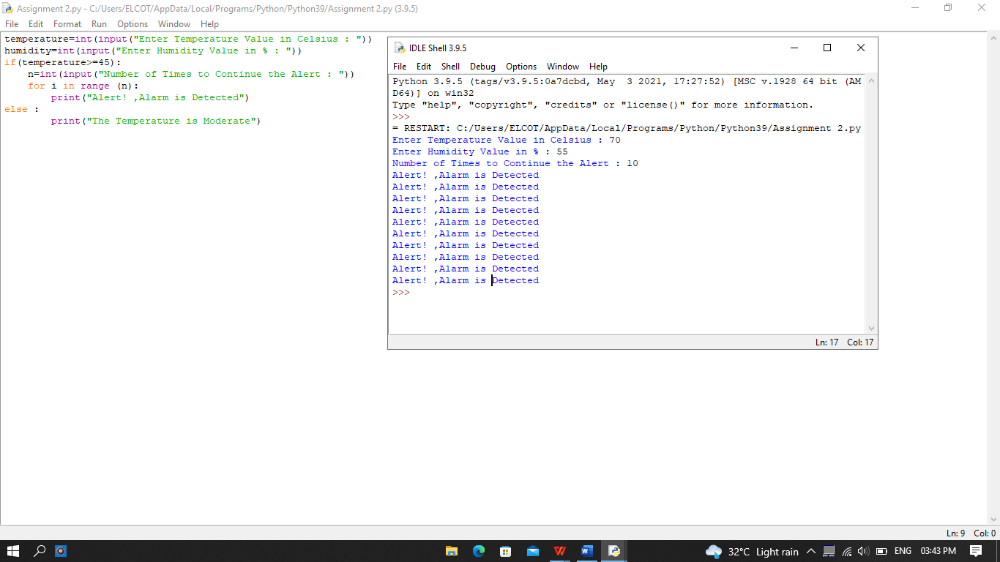 Assignment 2.py - C:/Users/ELCOT/AppData/Local/Programs/Python/Python39/Assignment 2.py (3.9.5)
File Edit Format Run Options Window Help
temperature=int(input("Enter Temperature Value in Celsius : "))
humidity=int(input("Enter Humidity Value in % : "))
if(temperature>=45):
    n=int(input("Number of Times to Continue the Alert : "))
    for i in range (n):
        print("Alert! ,Alarm is Detected")
else :
        print("The Temperature is Moderate")
IDLE Shell 3.9.5
File Edit Shell Debug Options Window Help
Python 3.9.5 (tags/v3.9.5:0a7dcbd, May  3 2021, 17:27:52) [MSC v.1928 64 bit (AM
D64)] on win32
Type "help", "copyright", "credits" or "license()" for more information.
>>>
= RESTART: C:/Users/ELCOT/AppData/Local/Programs/Python/Python39/Assignment 2.py
Enter Temperature Value in Celsius : 70
Enter Humidity Value in % : 55
Number of Times to Continue the Alert : 10
Alert! ,Alarm is Detected
Alert! ,Alarm is Detected
Alert! ,Alarm is Detected
Alert! ,Alarm is Detected
Alert! ,Alarm is Detected
Alert! ,Alarm is Detected
Alert! ,Alarm is Detected
Alert! ,Alarm is Detected
Alert! ,Alarm is Detected
Alert! ,Alarm is Detected
>>>
Ln: 17 Col: 17
Ln: 9 Col: 0
32°C Light rain ENG 03:43 PM